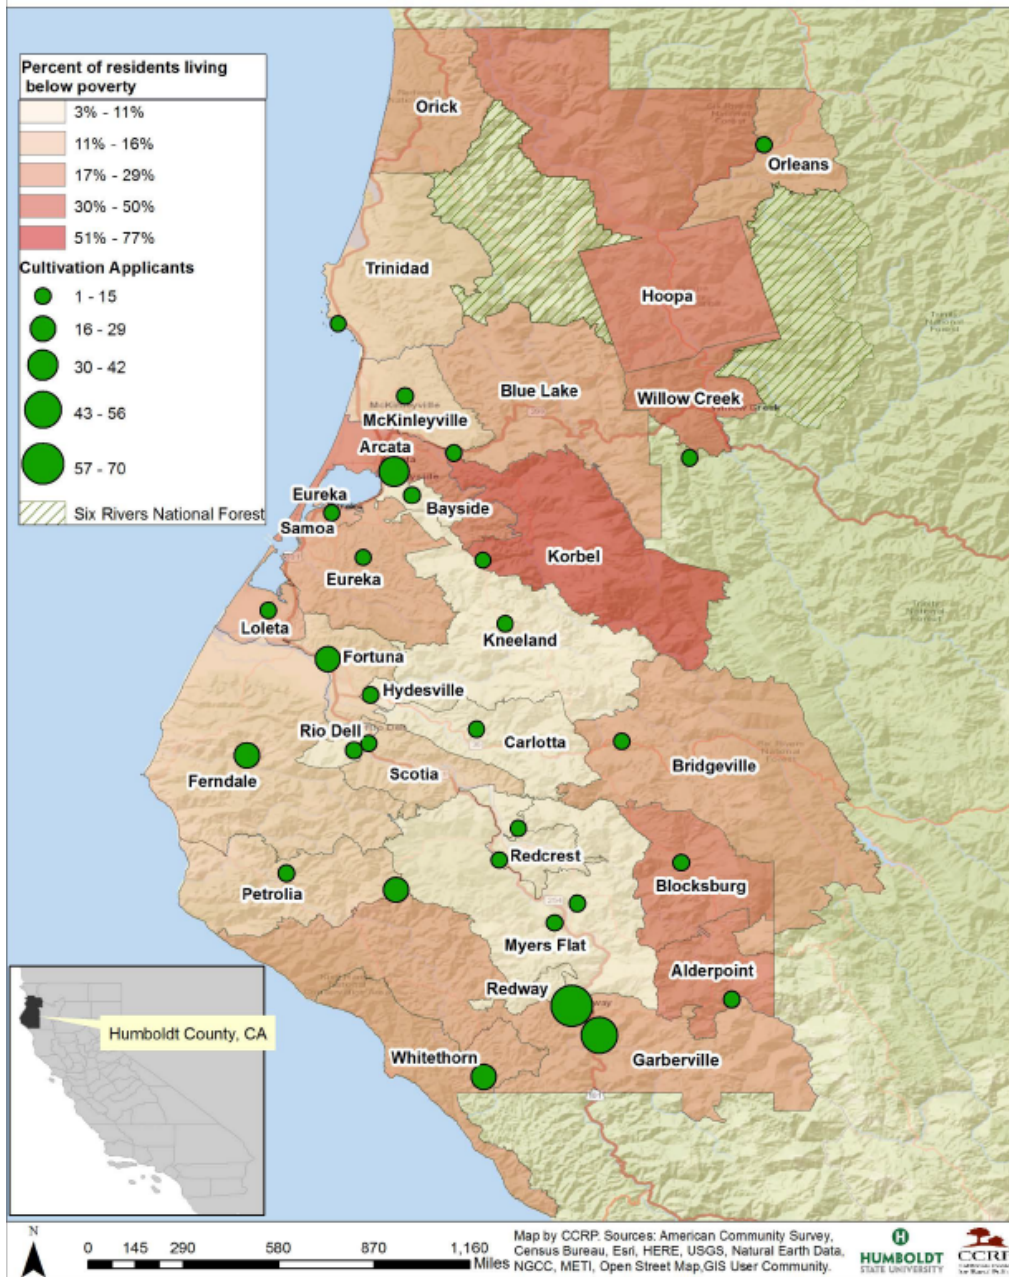 Percent of residents living
below poverty
3% - 11%
11% - 16%
17% - 29%
30% - 50%
51% - 77%
Cultivation Applicants
1 - 15
16 - 29
30 - 42
43 - 56
57 - 70
Six Rivers National Forest
Orick
Orleans
Trinidad
Hoopa
Blue Lake
Willow Creek
McKinleyville
McKinleyville
Arcata
Eureka
Bayside
Samoa
Korbel
Eureka
Loleta
Kneeland
Fortuna
Hydesville
Rio Dell
Rio Dell
Carlotta
Scotia
Bridgeville
Ferndale
Redcrest
Blocksburg
Petrolia
Myers Flat
Alderpoint
Redway
Garberville
Whitethorn
Humboldt County, CA
N
0 145 290 580 870 1,160
Miles
Map by CCRP. Sources: American Community Survey,
Census Bureau, Esri, HERE, USGS, Natural Earth Data,
NGCC, METI, Open Street Map,GIS User Community.
H
HUMBOLDT
STATE UNIVERSITY
CCRP